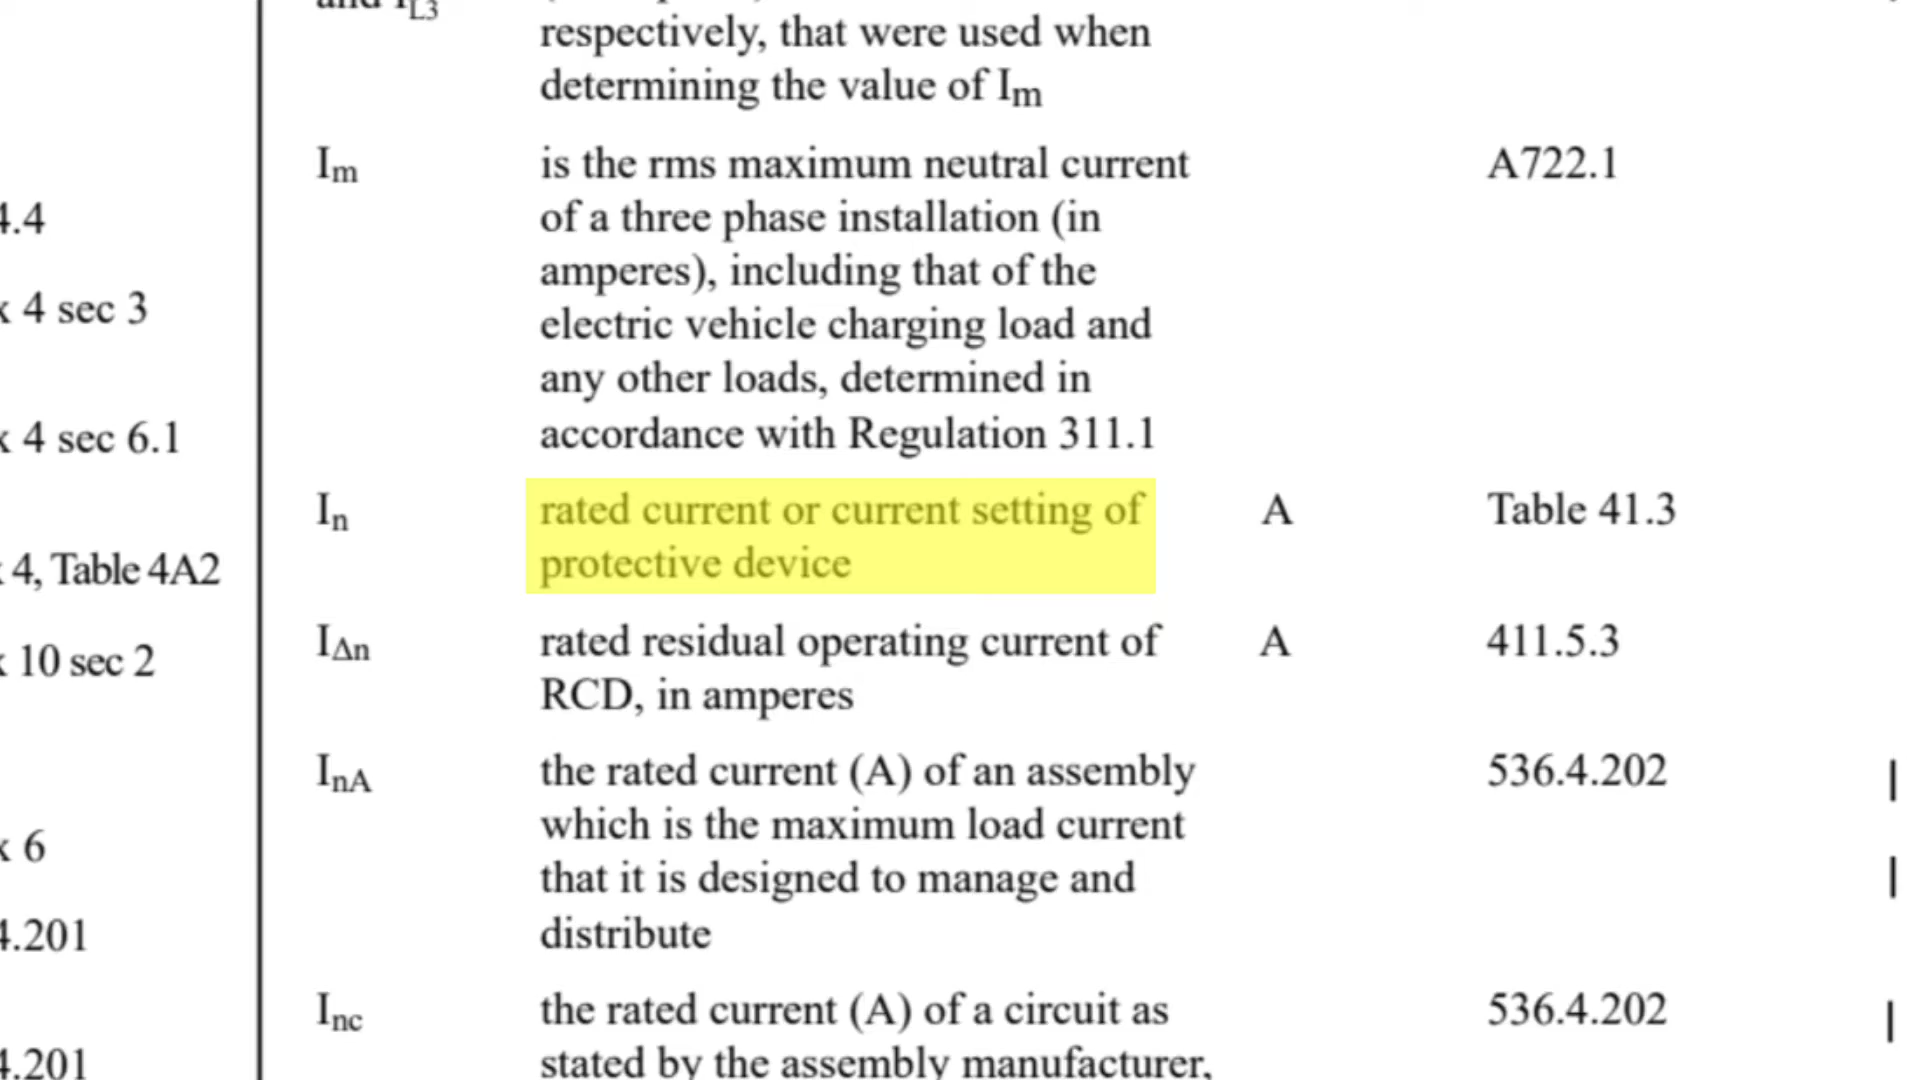 and I_L3
respectively, that were used when
determining the value of Im
Im is the rms maximum neutral current A722.1
of a three phase installation (in
4.4
amperes), including that of the
x 4 sec 3
electric vehicle charging load and
any other loads, determined in
x 4 sec 6.1
accordance with Regulation 311.1
In rated current or current setting of A Table 41.3
protective device
4, Table 4A2
IΔn rated residual operating current of A 411.5.3
x 10 sec 2
RCD, in amperes
InA the rated current (A) of an assembly 536.4.202
which is the maximum load current
x 6
that it is designed to manage and
distribute
4.201
Inc the rated current (A) of a circuit as 536.4.202
stated by the assembly manufacturer,
4.201